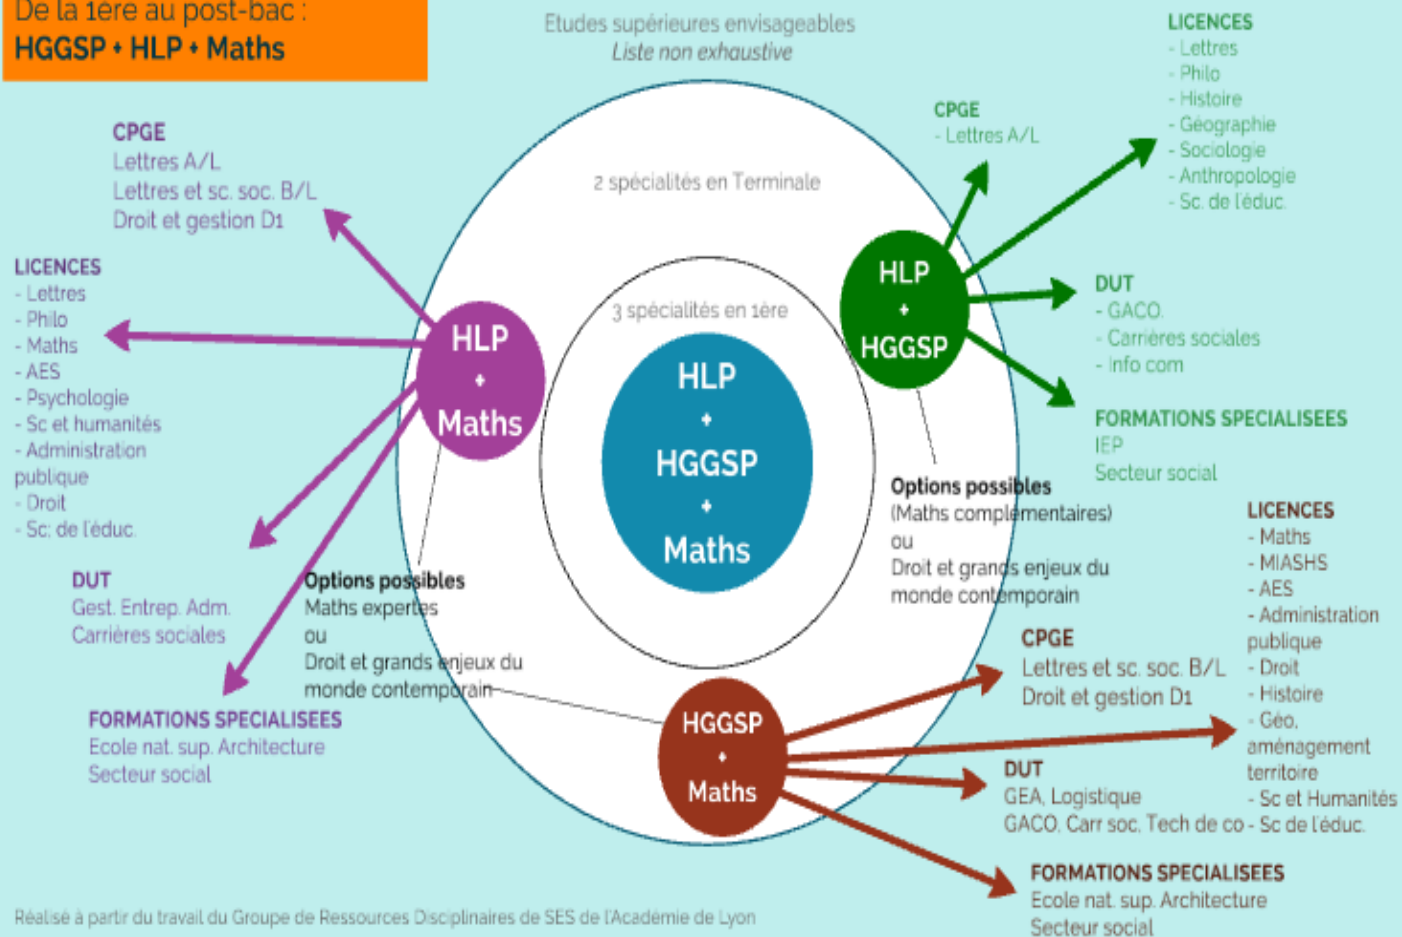 De la 1ère au post-bac :
HGGSP + HLP + Maths
Etudes supérieures envisageables
Liste non exhaustive
2 spécialités en Terminale
3 spécialités en 1ère
HLP
+
HGGSP
+
Maths
HLP
+
Maths
CPGE
Lettres A/L
Lettres et sc. soc. B/L
Droit et gestion D1
LICENCES
- Lettres
- Philo
- Maths
- AES
- Psychologie
- Sc et humanités
- Administration
publique
- Droit
- Sc; de l'éduc.
DUT
Gest. Entrep. Adm.
Carrières sociales
FORMATIONS SPECIALISEES
Ecole nat. sup. Architecture
Secteur social
Options possibles
Maths expertes
ou
Droit et grands enjeux du
monde contemporain
HLP
+
HGGSP
CPGE
- Lettres A/L
LICENCES
- Lettres
- Philo
- Histoire
- Géographie
- Sociologie
- Anthropologie
- Sc. de l'éduc.
DUT
- GACO.
- Carrières sociales
- Info com
FORMATIONS SPECIALISEES
IEP
Secteur social
Options possibles
(Maths complémentaires)
ou
Droit et grands enjeux du
monde contemporain
HGGSP
+
Maths
CPGE
Lettres et sc. soc. B/L
Droit et gestion D1
LICENCES
- Maths
- MIASHS
- AES
- Administration
publique
- Droit
- Histoire
- Géo,
aménagement
territoire
- Sc et Humanités
- Sc de l'éduc.
DUT
GEA, Logistique
GACO, Carr soc, Tech de co
FORMATIONS SPECIALISEES
Ecole nat. sup. Architecture
Secteur social
Réalisé à partir du travail du Groupe de Ressources Disciplinaires de SES de l'Académie de Lyon